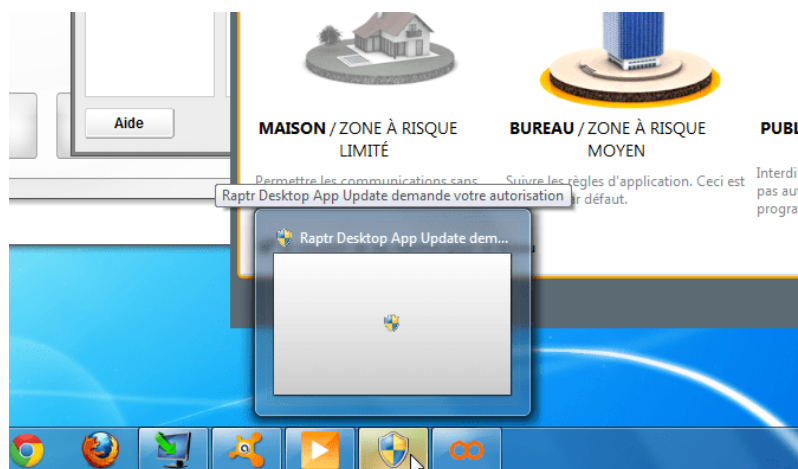 Aide
MAISON / ZONE À RISQUE
LIMITÉ
BUREAU / ZONE À RISQUE
MOYEN
PUBL
Permettre les communications sans
Suivre les règles d'application. Ceci est
défaut.
Interdi
pas au
progra
Raptr Desktop App Update demande votre autorisation
Raptr Desktop App Update dem...